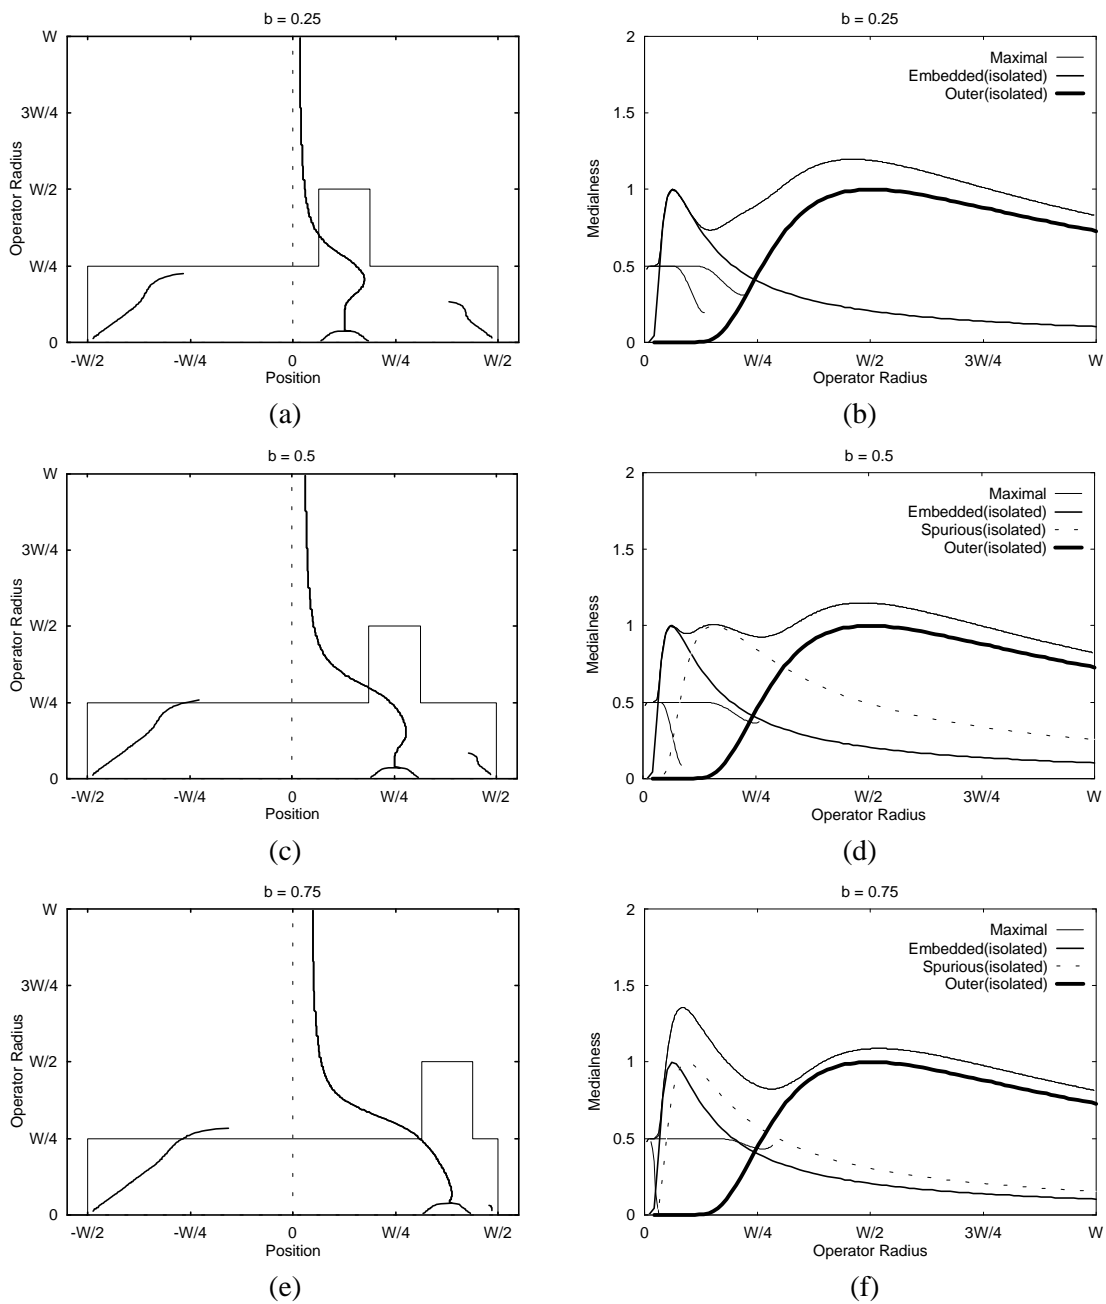 b = 0.25
W
3W/4
W/2
W/4
0
Operator Radius
-W/2 -W/4 0 W/4 W/2
Position
(a)
b = 0.25
2
1.5
1
0.5
0
Medialness
Maximal
Embedded(isolated)
Outer(isolated)
0 W/4 W/2 3W/4 W
Operator Radius
(b)
b = 0.5
W
3W/4
W/2
W/4
0
Operator Radius
-W/2 -W/4 0 W/4 W/2
Position
(c)
b = 0.5
2
1.5
1
0.5
0
Medialness
Maximal
Embedded(isolated)
Spurious(isolated)
Outer(isolated)
0 W/4 W/2 3W/4 W
Operator Radius
(d)
b = 0.75
W
3W/4
W/2
W/4
0
Operator Radius
-W/2 -W/4 0 W/4 W/2
Position
(e)
b = 0.75
2
1.5
1
0.5
0
Medialness
Maximal
Embedded(isolated)
Spurious(isolated)
Outer(isolated)
0 W/4 W/2 3W/4 W
Operator Radius
(f)